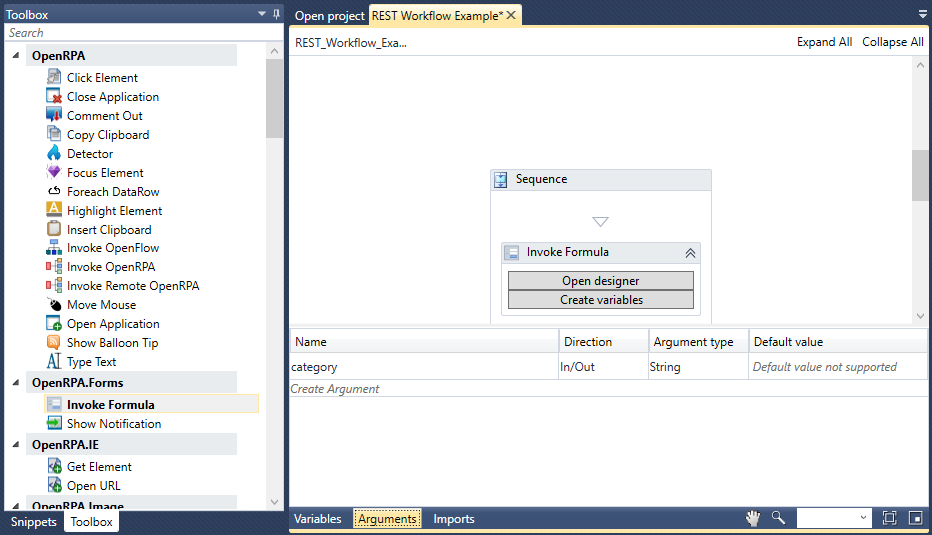 Toolbox
Search
OpenRPA
Click Element
Close Application
Comment Out
Copy Clipboard
Detector
Focus Element
Foreach DataRow
Highlight Element
Insert Clipboard
Invoke OpenFlow
Invoke OpenRPA
Invoke Remote OpenRPA
Move Mouse
Open Application
Show Balloon Tip
Type Text
OpenRPA.Forms
Invoke Formula
Show Notification
OpenRPA.IE
Get Element
Open URL
OpenRPA.Image
Snippets Toolbox
Open project REST Workflow Example*
REST_Workflow_Exa... Expand All Collapse All
Sequence
Invoke Formula
Open designer
Create variables
Name Direction Argument type Default value
category In/Out String Default value not supported
Create Argument
Variables Arguments Imports